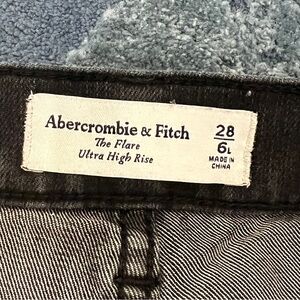 Abercrombie & Fitch
The Flare
Ultra High Rise
28
6L
MADE IN
CHINA